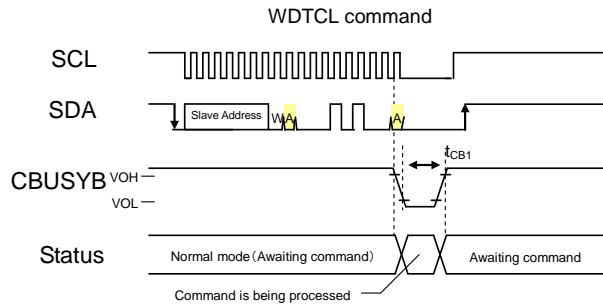 WDTCL command
SCL
SDA
Slave Address
W
A
A
CBUSYB
VOH
VOL
tCB1
Status
Normal mode(Awaiting command)
Awaiting command
Command is being processed